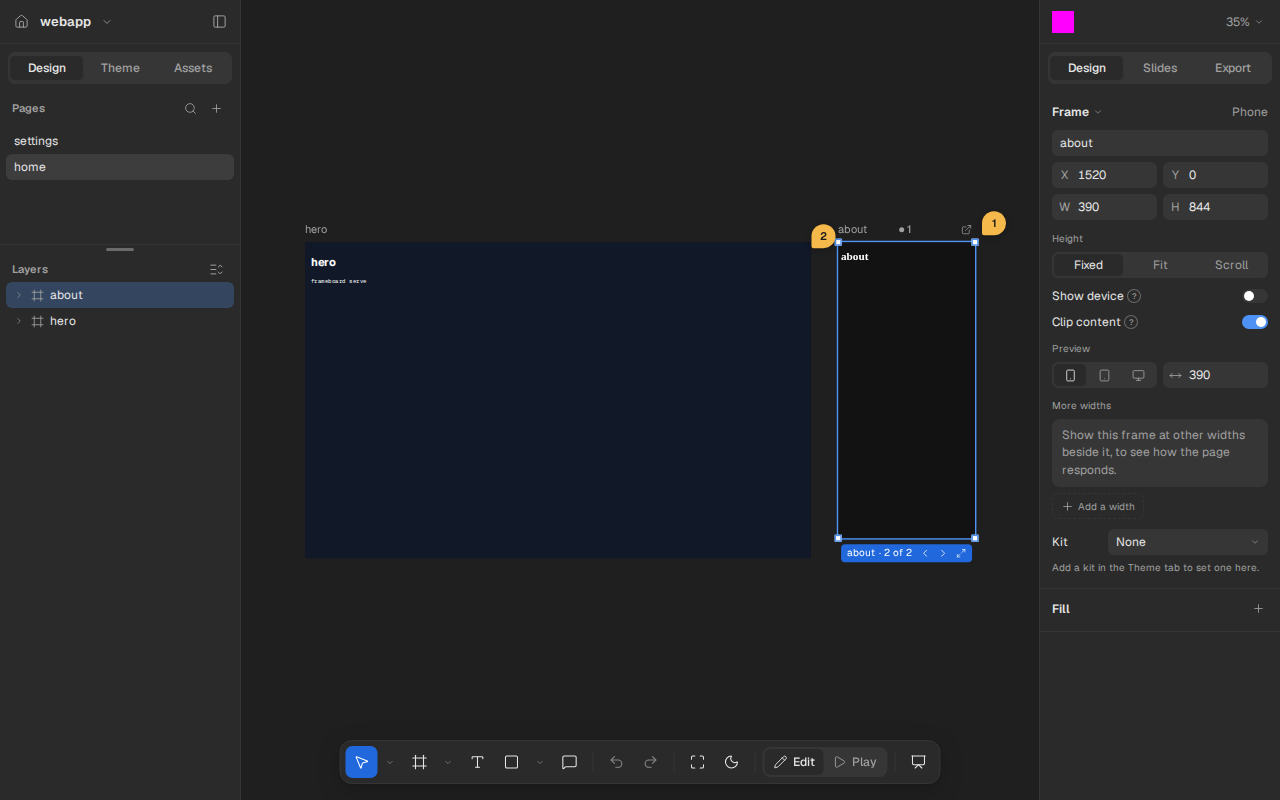 webapp
Design Theme Assets
Pages
settings
home
Layers
about
hero
hero
hero
frameboard serve
2
about 1
1
about
about · 2 of 2
Edit Play
35%
Design Slides Export
Frame Phone
about
X 1520 Y 0
W 390 H 844
Height
Fixed Fit Scroll
Show device ?
Clip content ?
Preview
390
More widths
Show this frame at other widths
beside it, to see how the page
responds.
Add a width
Kit None
Add a kit in the Theme tab to set one here.
Fill